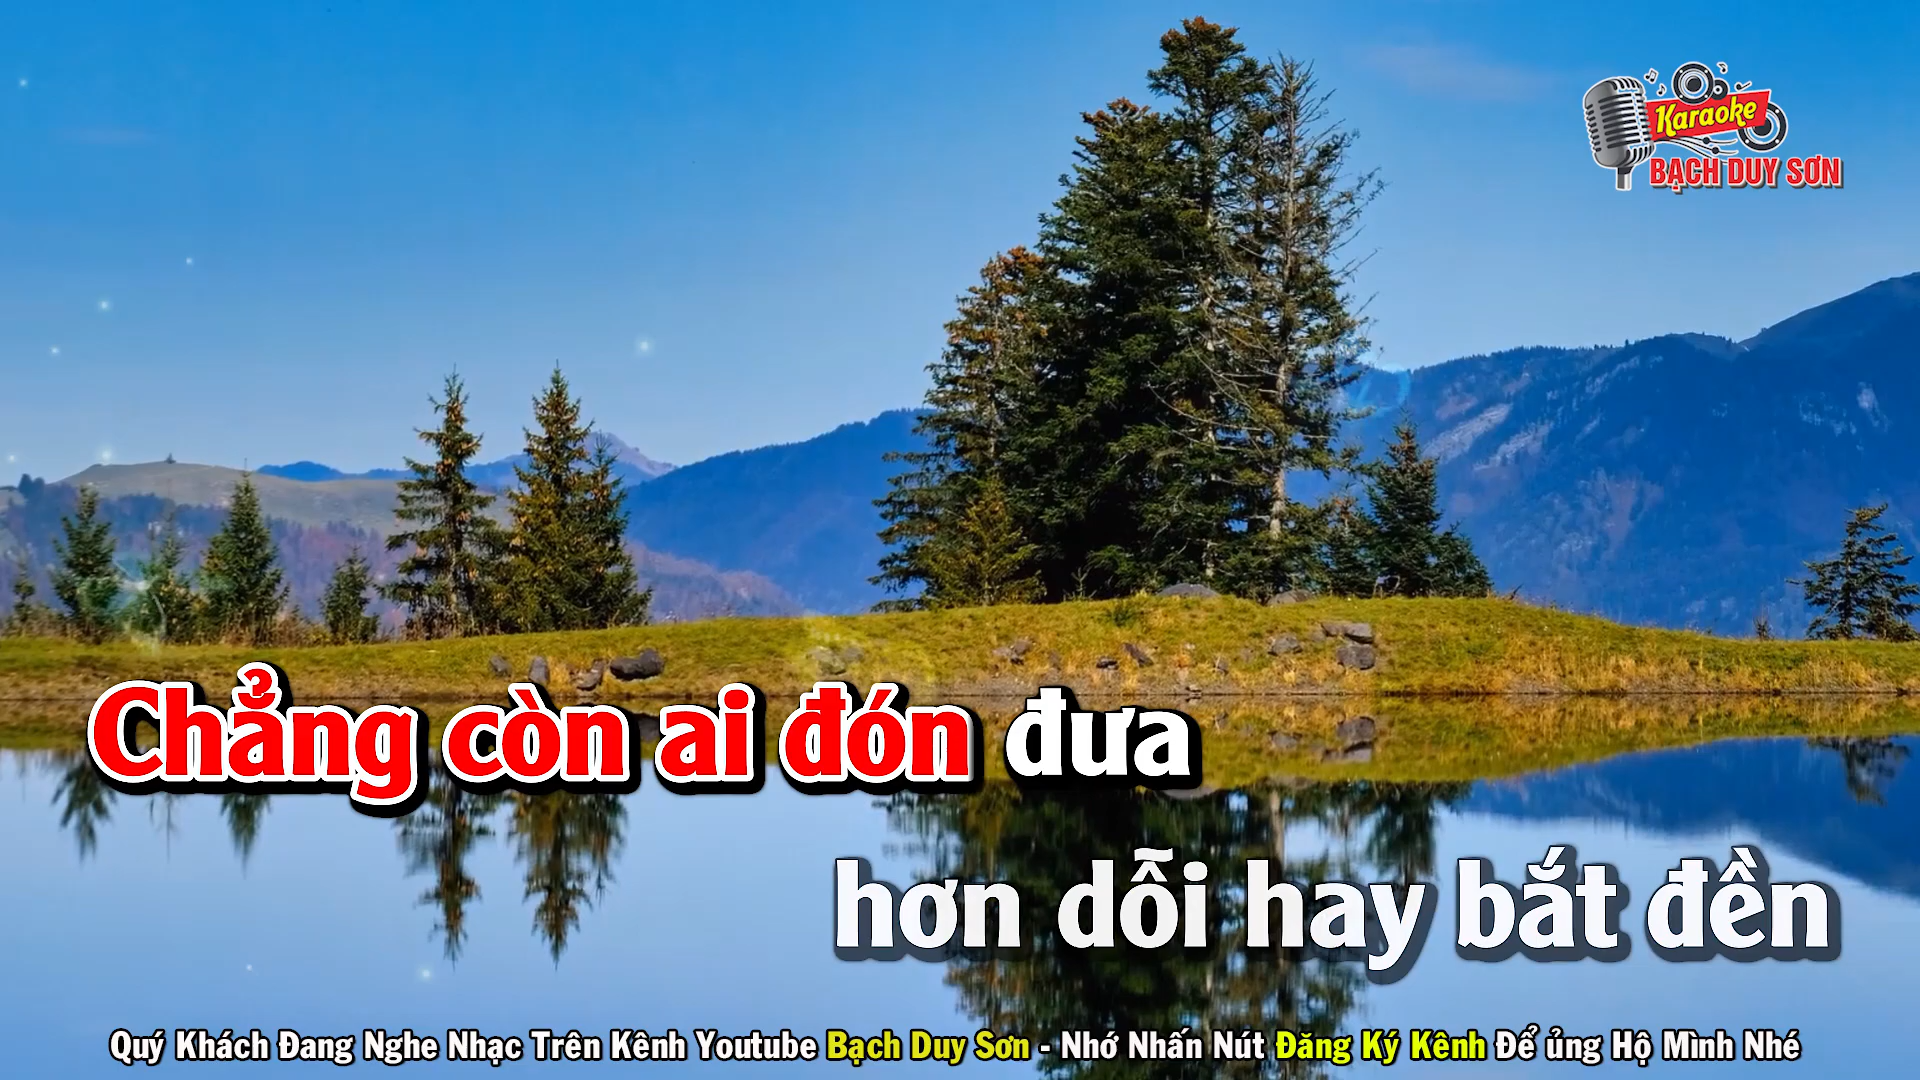 Karaoke
BẠCH DUY SƠN
Chẳng còn ai đón đưa
hơn dỗi hay bắt đền
Quý Khách Đang Nghe Nhạc Trên Kênh Youtube Bạch Duy Sơn - Nhớ Nhấn Nút Đăng Ký Kênh Để ủng Hộ Mình Nhé